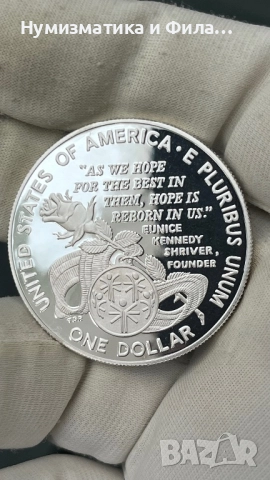 Нумизматика и Фила...
UNITED STATES OF AMERICA · E PLURIBUS UNUM
"AS WE HOPE
FOR THE BEST IN
THEM, HOPE IS
REBORN IN US."
EUNICE
KENNEDY
SHRIVER,
FOUNDER
ONE DOLLAR
bazar